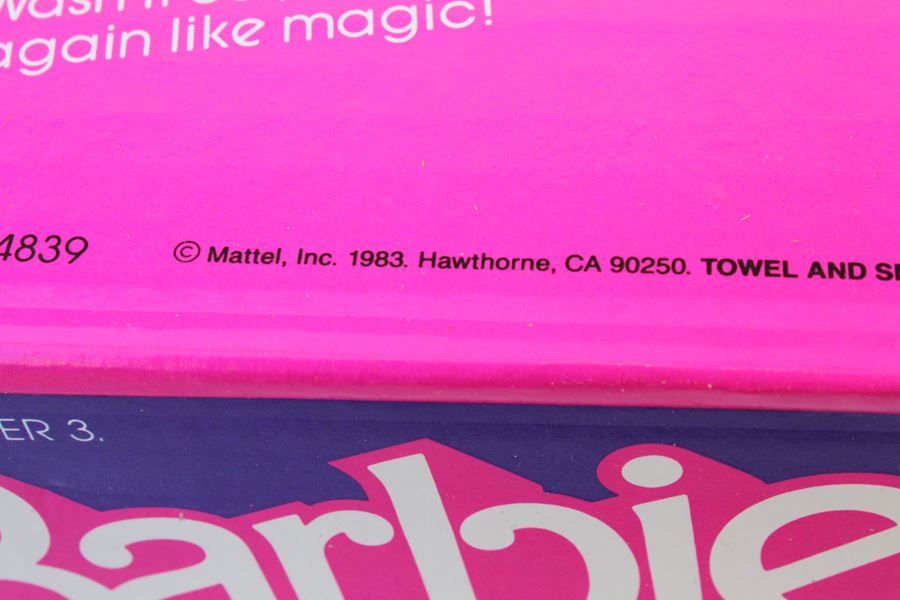 again like magic!
4839 © Mattel, Inc. 1983. Hawthorne, CA 90250. TOWEL AND
ER 3.
Barbie